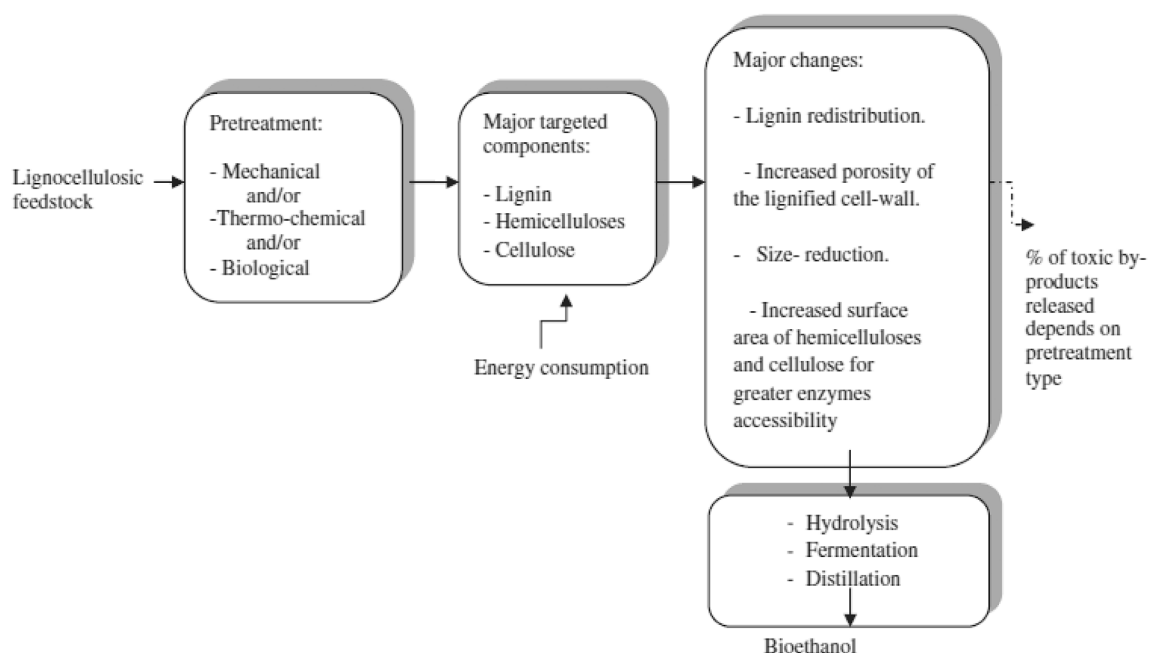 Lignocellulosic
feedstock
Pretreatment:
- Mechanical
and/or
-Thermo-chemical
and/or
- Biological
Major targeted
components:
- Lignin
- Hemicelluloses
- Cellulose
Energy consumption
Major changes:
- Lignin redistribution.
- Increased porosity of
the lignified cell-wall.
- Size- reduction.
- Increased surface
area of hemicelluloses
and cellulose for
greater enzymes
accessibility
% of toxic by-
products
released
depends on
pretreatment
type
- Hydrolysis
- Fermentation
- Distillation
Bioethanol